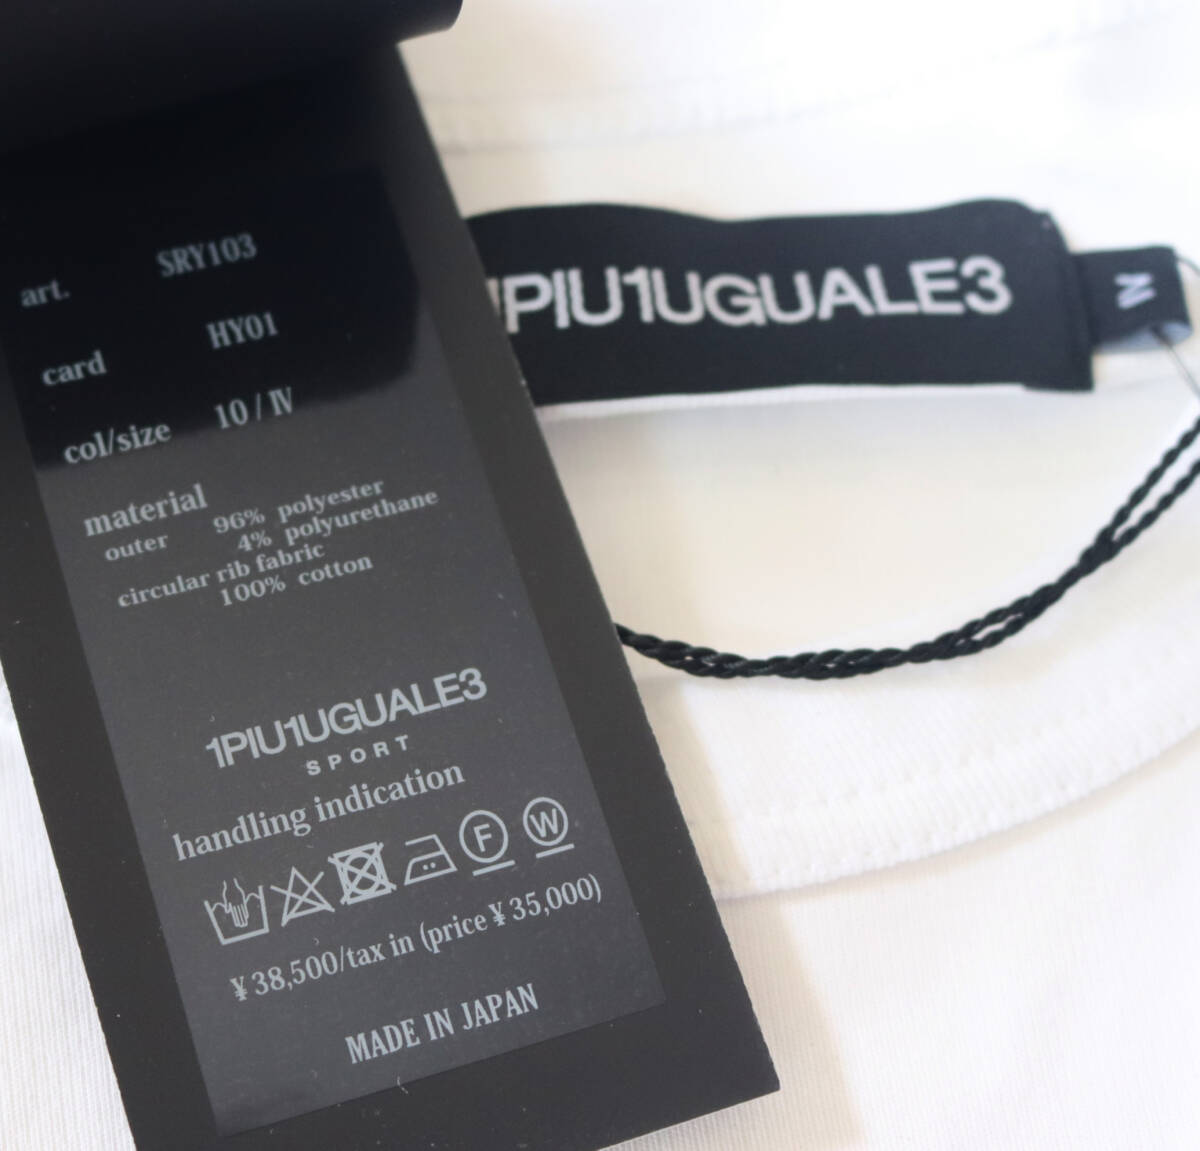 art. SRY103
card HY01
col/size 10 / IV
material
outer 96% polyester
4% polyurethane
circular rib fabric
100% cotton
1PIU1UGUALE3
SPORT
handling indication
F W
¥38,500/tax in (price¥35,000)
MADE IN JAPAN
1PIU1UGUALE3
IV